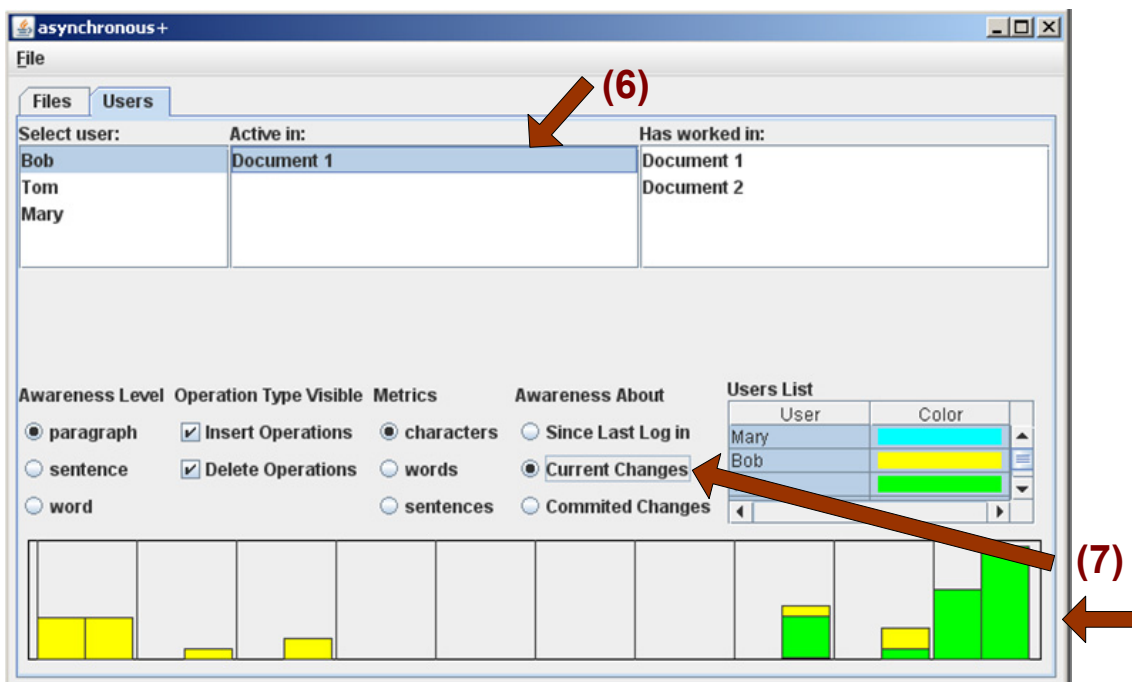 asynchronous+
File
(6)
Files Users
Select user: Active in: Has worked in:
Bob Document 1 Document 1
Tom Document 2
Mary
Awareness Level Operation Type Visible Metrics Awareness About Users List
User Color
paragraph Insert Operations characters Since Last Log in Mary
sentence Delete Operations words Current Changes Bob
word sentences Commited Changes
(7)